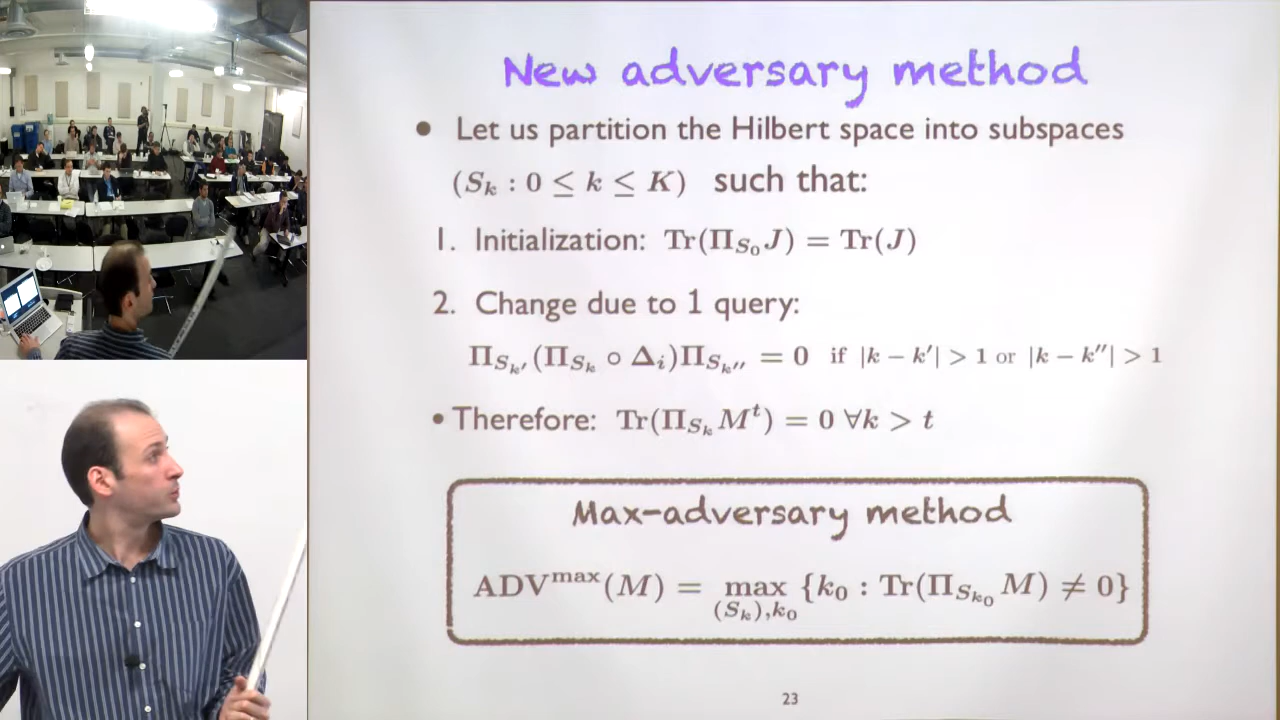 New adversary method
• Let us partition the Hilbert space into subspaces
(S_k : 0 ≤ k ≤ K) such that:
1. Initialization: Tr(Π_{S_0} J) = Tr(J)
2. Change due to 1 query:
Π_{S_{k'}}(Π_{S_k} ∘ Δ_i)Π_{S_{k''}} = 0 if |k − k'| > 1 or |k − k''| > 1
• Therefore: Tr(Π_{S_k} M^t) = 0 ∀k > t
Max-adversary method
ADV^{max}(M) = max_{(S_k),k_0} {k_0 : Tr(Π_{S_{k_0}} M) ≠ 0}
23